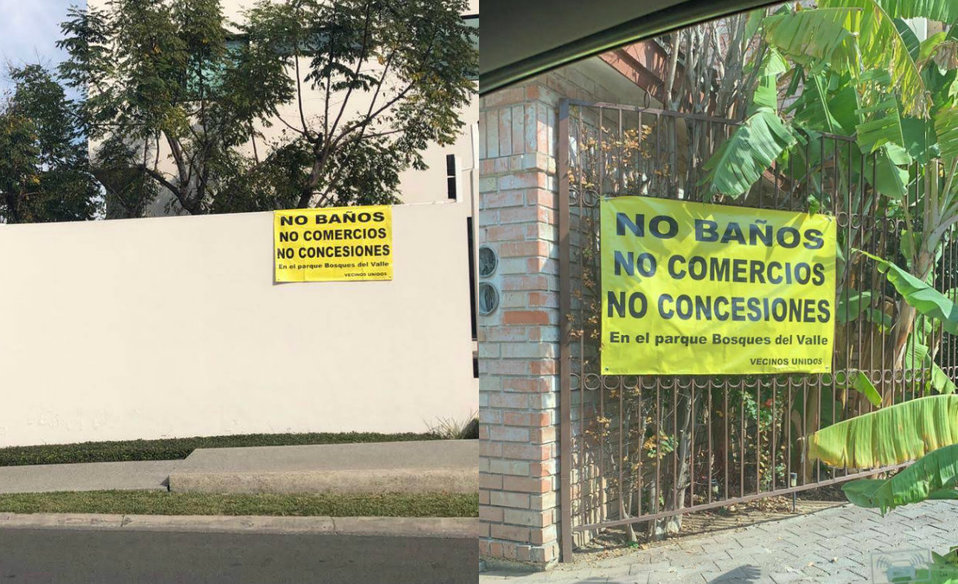 NO BAÑOS
NO COMERCIOS
NO CONCESIONES
En el parque Bosques del Valle
VECINOS UNIDOS
NO BAÑOS
NO COMERCIOS
NO CONCESIONES
En el parque Bosques del Valle
VECINOS UNIDOS